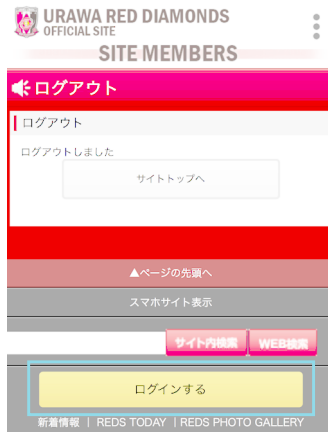 URAWA RED DIAMONDS
OFFICIAL SITE
SITE MEMBERS
ログアウト
ログアウト
ログアウトしました
サイトトップへ
▲ページの先頭へ
スマホサイト表示
サイト内検索 WEB検索
ログインする
新着情報 | REDS TODAY | REDS PHOTO GALLERY